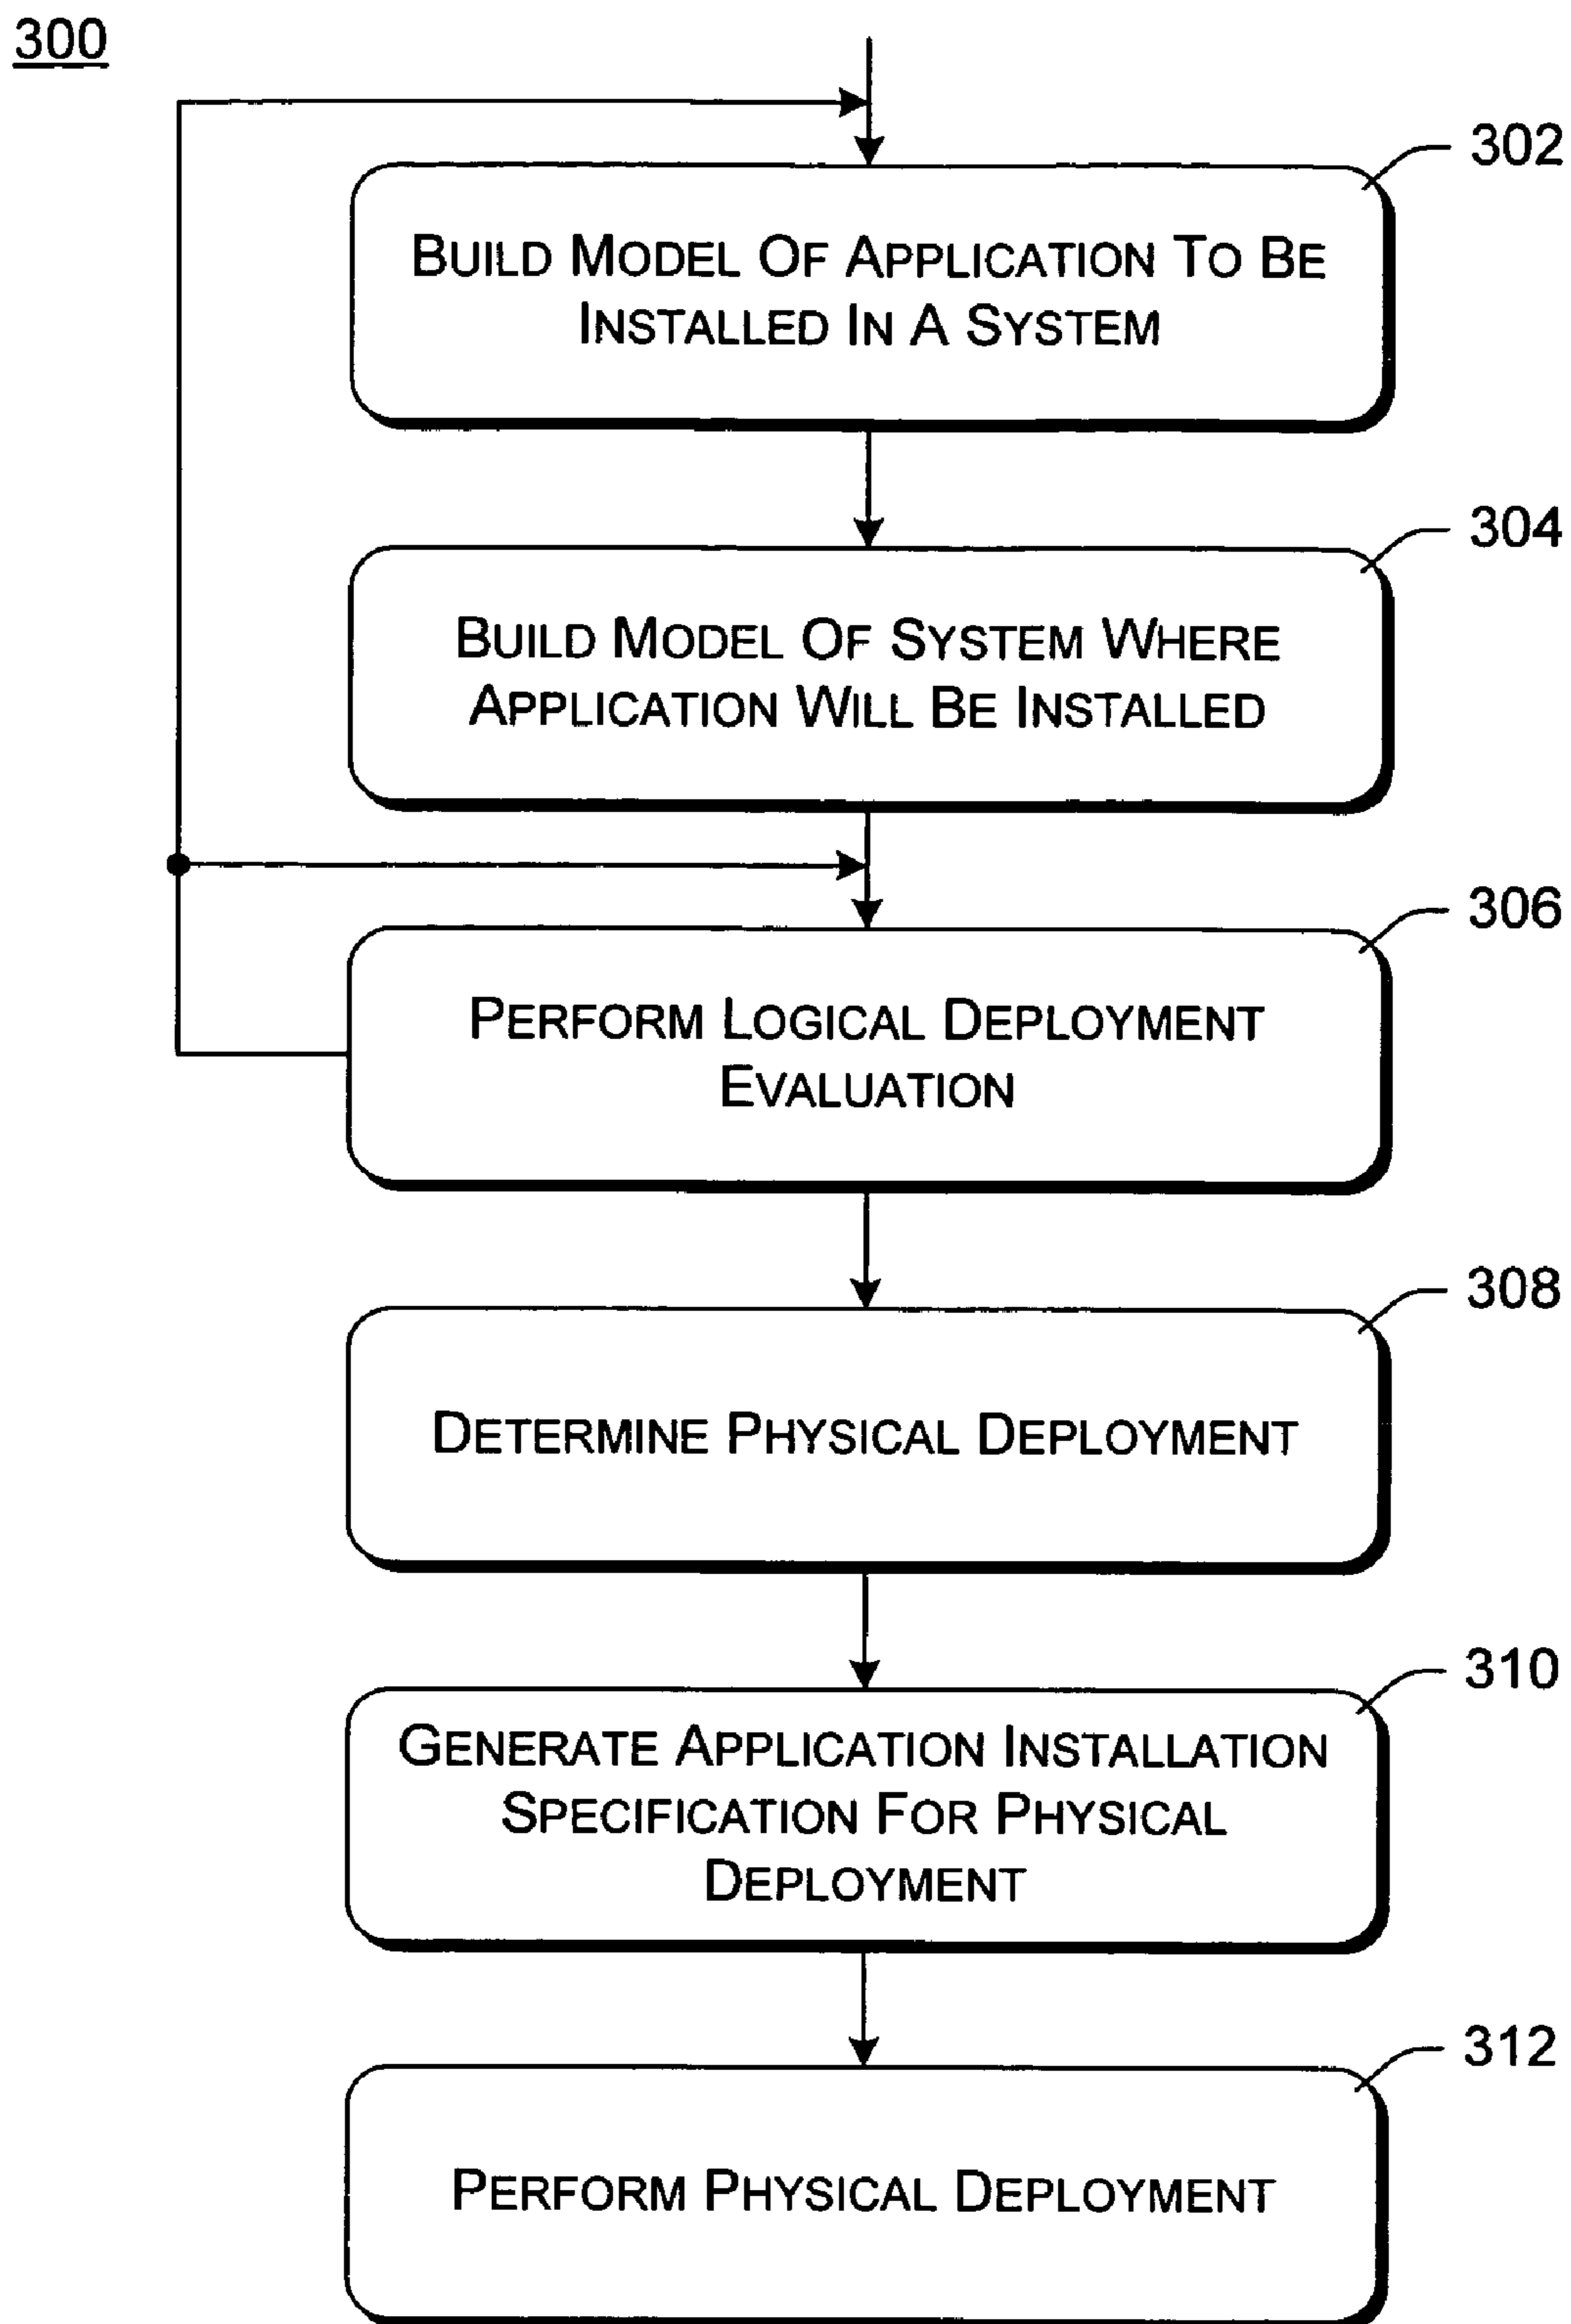 300
302
BUILD MODEL OF APPLICATION TO BE
INSTALLED IN A SYSTEM
304
BUILD MODEL OF SYSTEM WHERE
APPLICATION WILL BE INSTALLED
306
PERFORM LOGICAL DEPLOYMENT
EVALUATION
308
DETERMINE PHYSICAL DEPLOYMENT
310
GENERATE APPLICATION INSTALLATION
SPECIFICATION FOR PHYSICAL
DEPLOYMENT
312
PERFORM PHYSICAL DEPLOYMENT